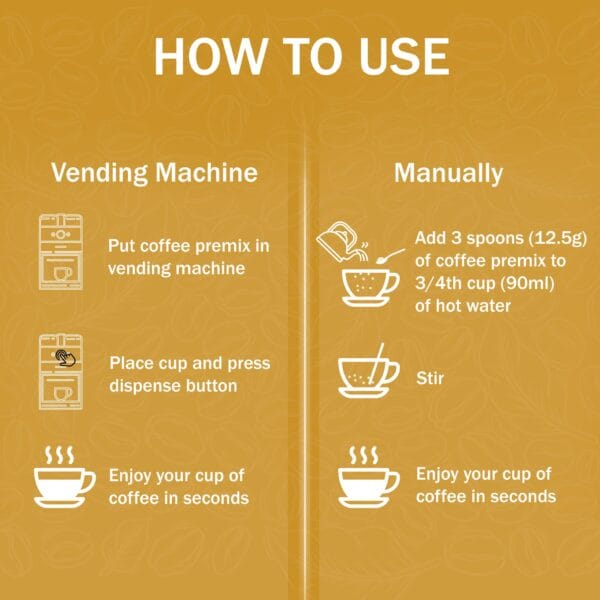 HOW TO USE
Vending Machine
Put coffee premix in
vending machine
Place cup and press
dispense button
Enjoy your cup of
coffee in seconds
Manually
Add 3 spoons (12.5g)
of coffee premix to
3/4th cup (90ml)
of hot water
Stir
Enjoy your cup of
coffee in seconds